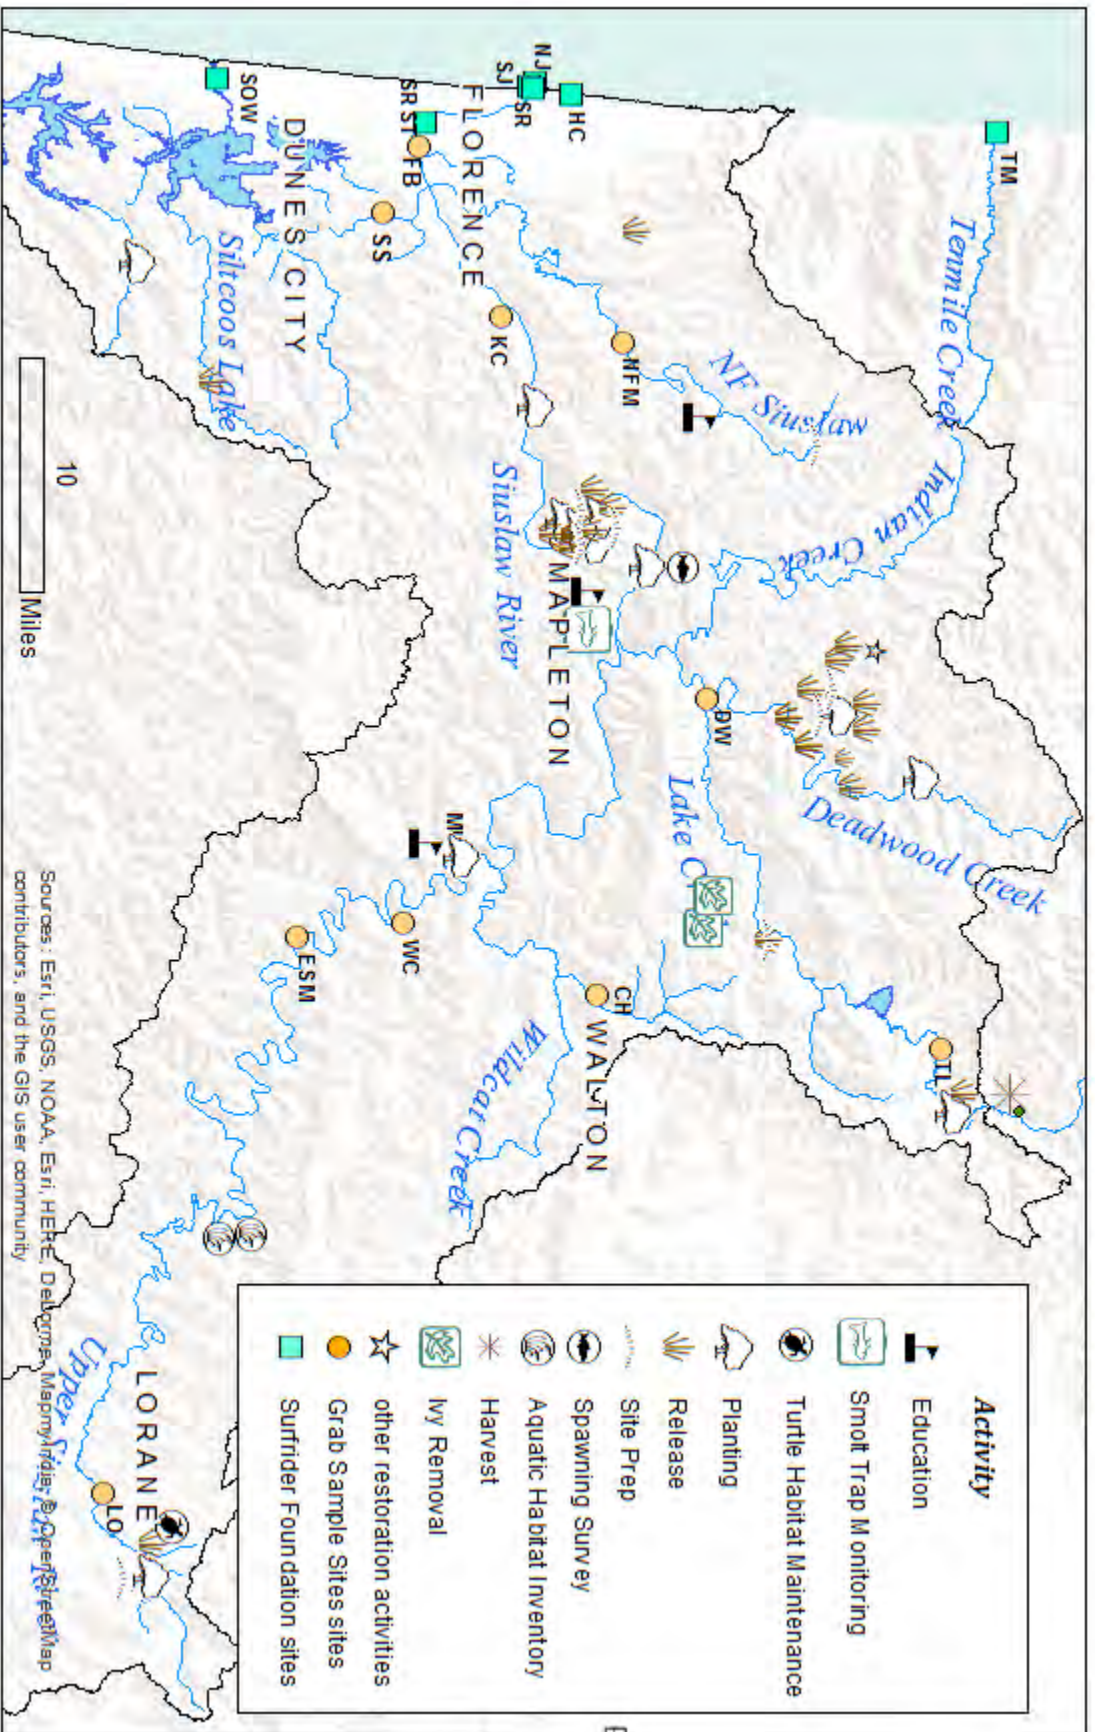 TM
Tenmile Creek
HC
NJ
SJ
SR
FLORENCE
SR ST
FB
SOW
DUNES CITY
SS
Siltcoos Lake
KC
NFM
NF Siuslaw
Indian Creek
Siuslaw River
MAPLETON
DW
Deadwood Creek
Lake C
WC
ESM
CH
WALTON
Wildcat Creek
TL
LORANE
LO
Upper
10
Miles
Activity
Education
Smolt Trap Monitoring
Turtle Habitat Maintenance
Planting
Release
Site Prep
Spawning Survey
Aquatic Habitat Inventory
Harvest
Ivy Removal
other restoration activities
Grab Sample Sites sites
Surfrider Foundation sites
Sources: Esri, USGS, NOAA, Esri, HERE, DeLorme, MapmyIndia, © OpenStreetMap
contributors, and the GIS user community